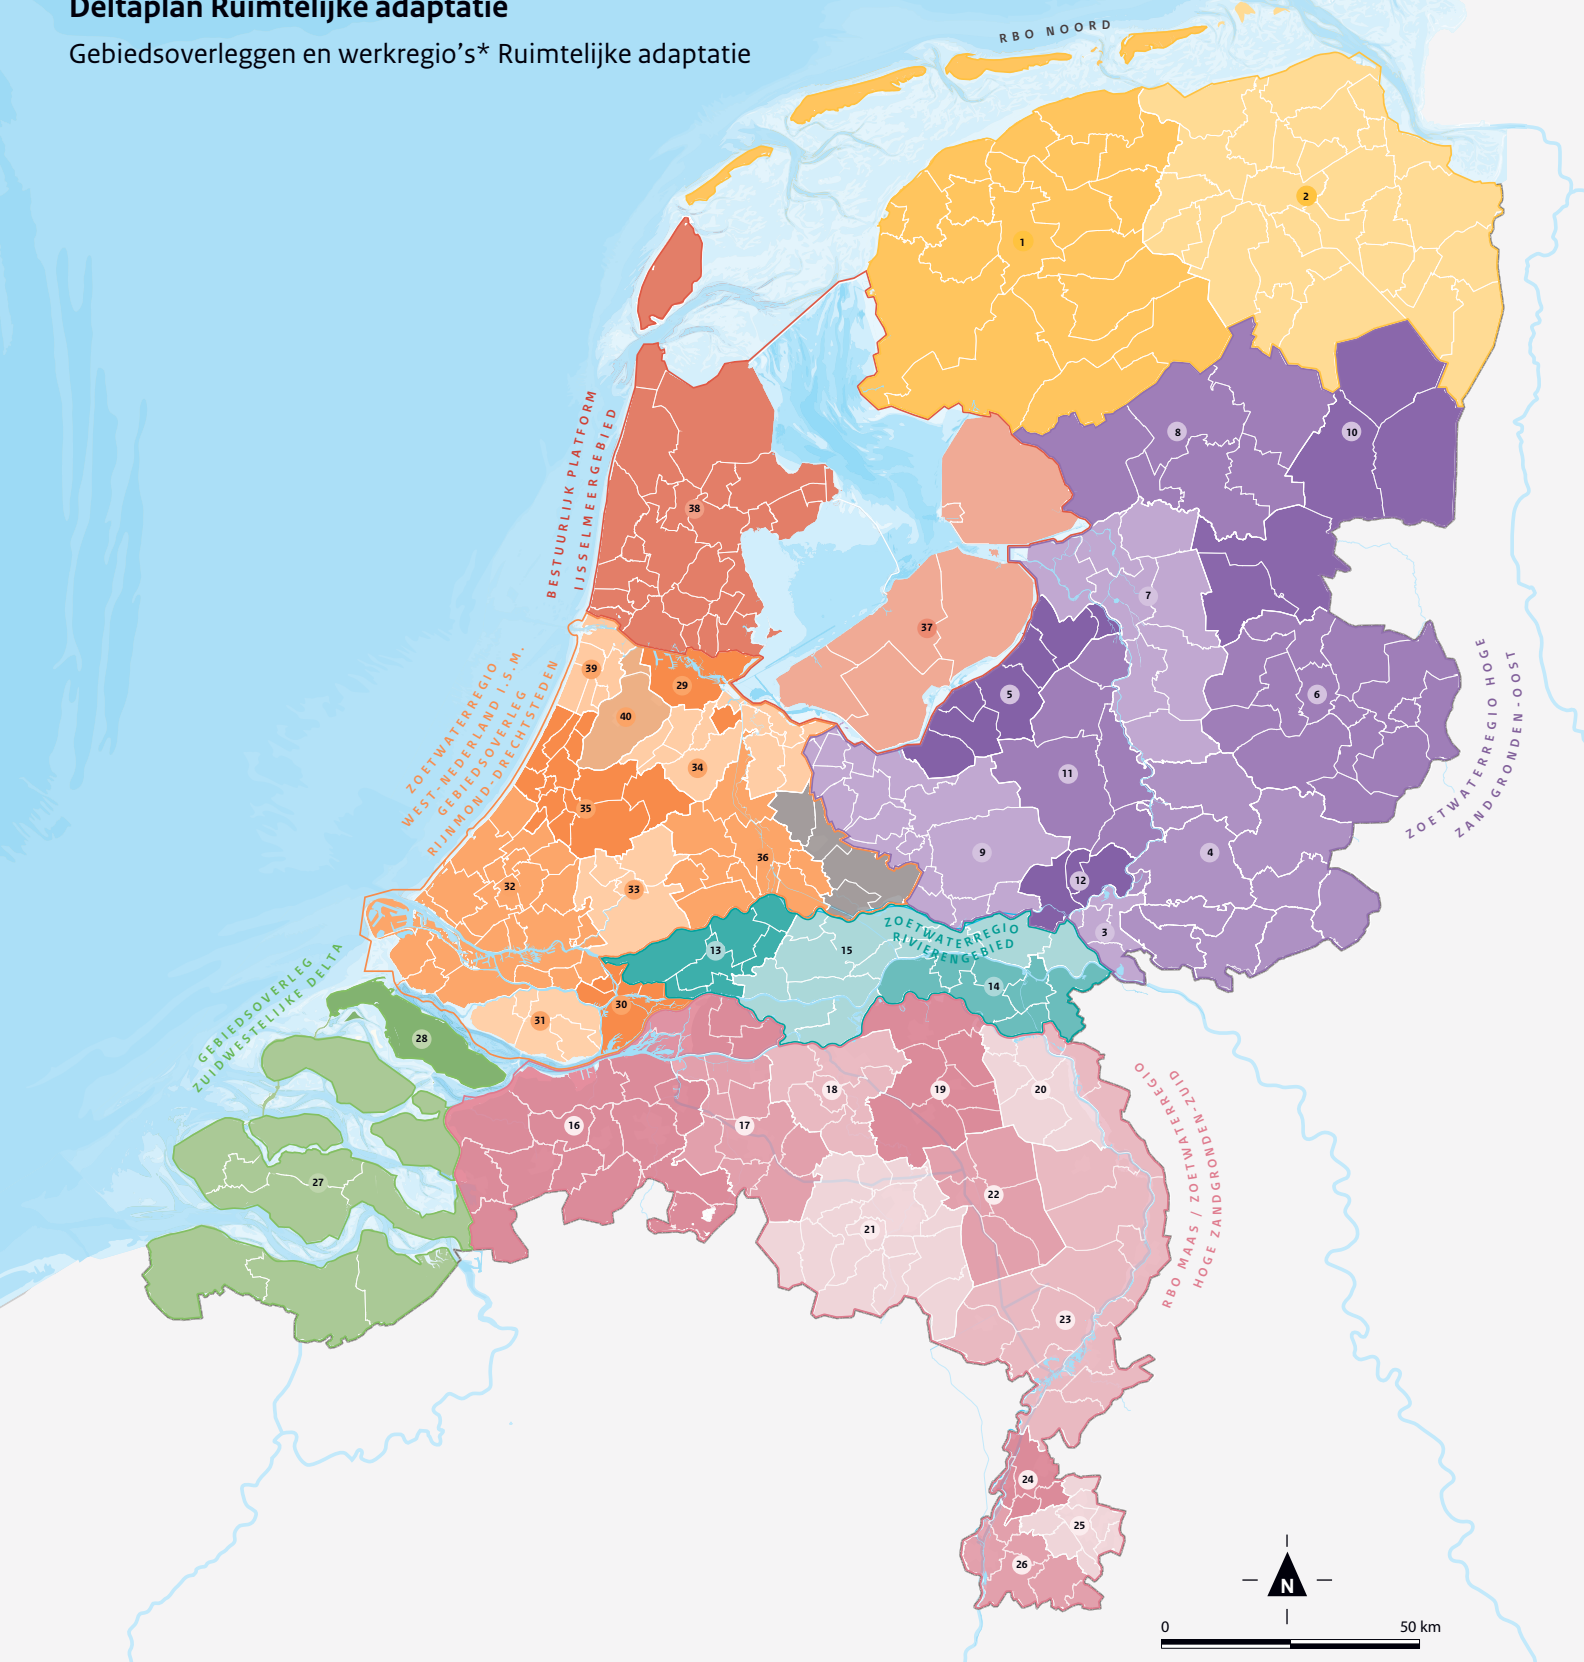 Deltaplan Ruimtelijke adaptatie
Gebiedsoverleggen en werkregio's* Ruimtelijke adaptatie
RBO NOORD
2
1
8
10
BESTUURLIJK PLATFORM
IJSSELMEERGEBIED
38
7
37
39
29
5
6
40
ZOETWATERREGIO
WEST-NEDERLAND I.S.M.
GEBIEDSOVERLEG
RIJNMOND-DRECHTSTEDEN
ZOETWATERREGIO HOGE
ZANDGRONDEN-OOST
34
11
35
36
9
4
32
33
12
ZOETWATERREGIO
RIVIERENGEBIED
3
13
15
14
30
31
GEBIEDSOVERLEG
ZUIDWESTELIJKE DELTA
28
18
19
20
16
17
27
22
21
RBO MAAS / ZOETWATERREGIO
HOGE ZANDGRONDEN-ZUID
23
24
25
26
N
0
50 km